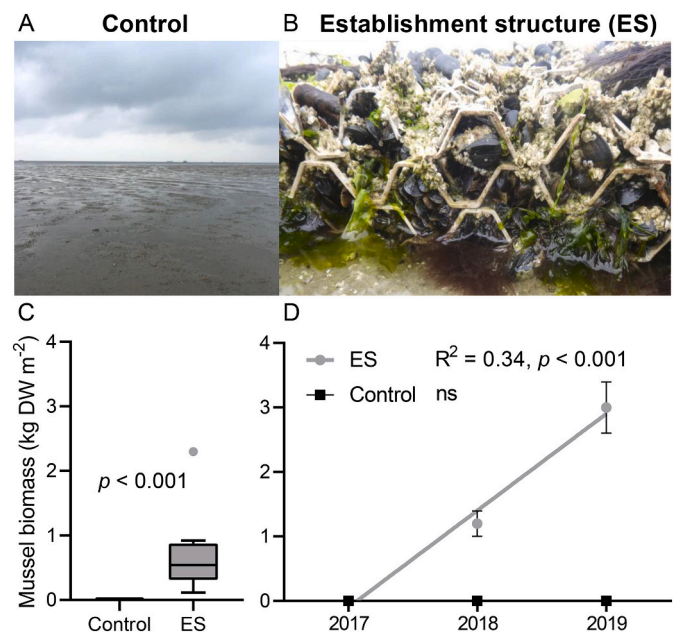 A Control
B Establishment structure (ES)
C
Mussel biomass (kg DW m⁻²)
4
3
2
1
0
p < 0.001
Control ES
D
4
3
2
1
0
ES R² = 0.34, p < 0.001
Control ns
2017 2018 2019